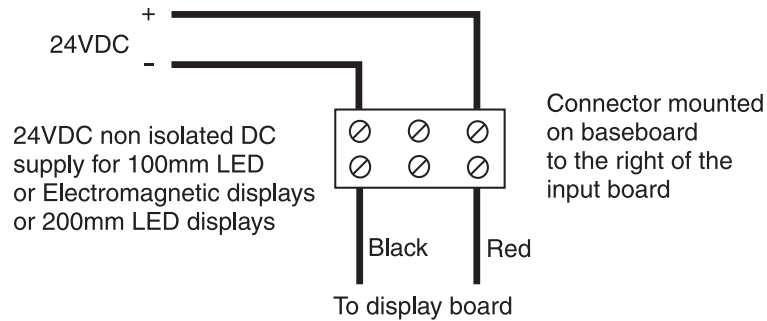 +
24VDC
-
24VDC non isolated DC
supply for 100mm LED
or Electromagnetic displays
or 200mm LED displays
Connector mounted
on baseboard
to the right of the
input board
Black
Red
To display board